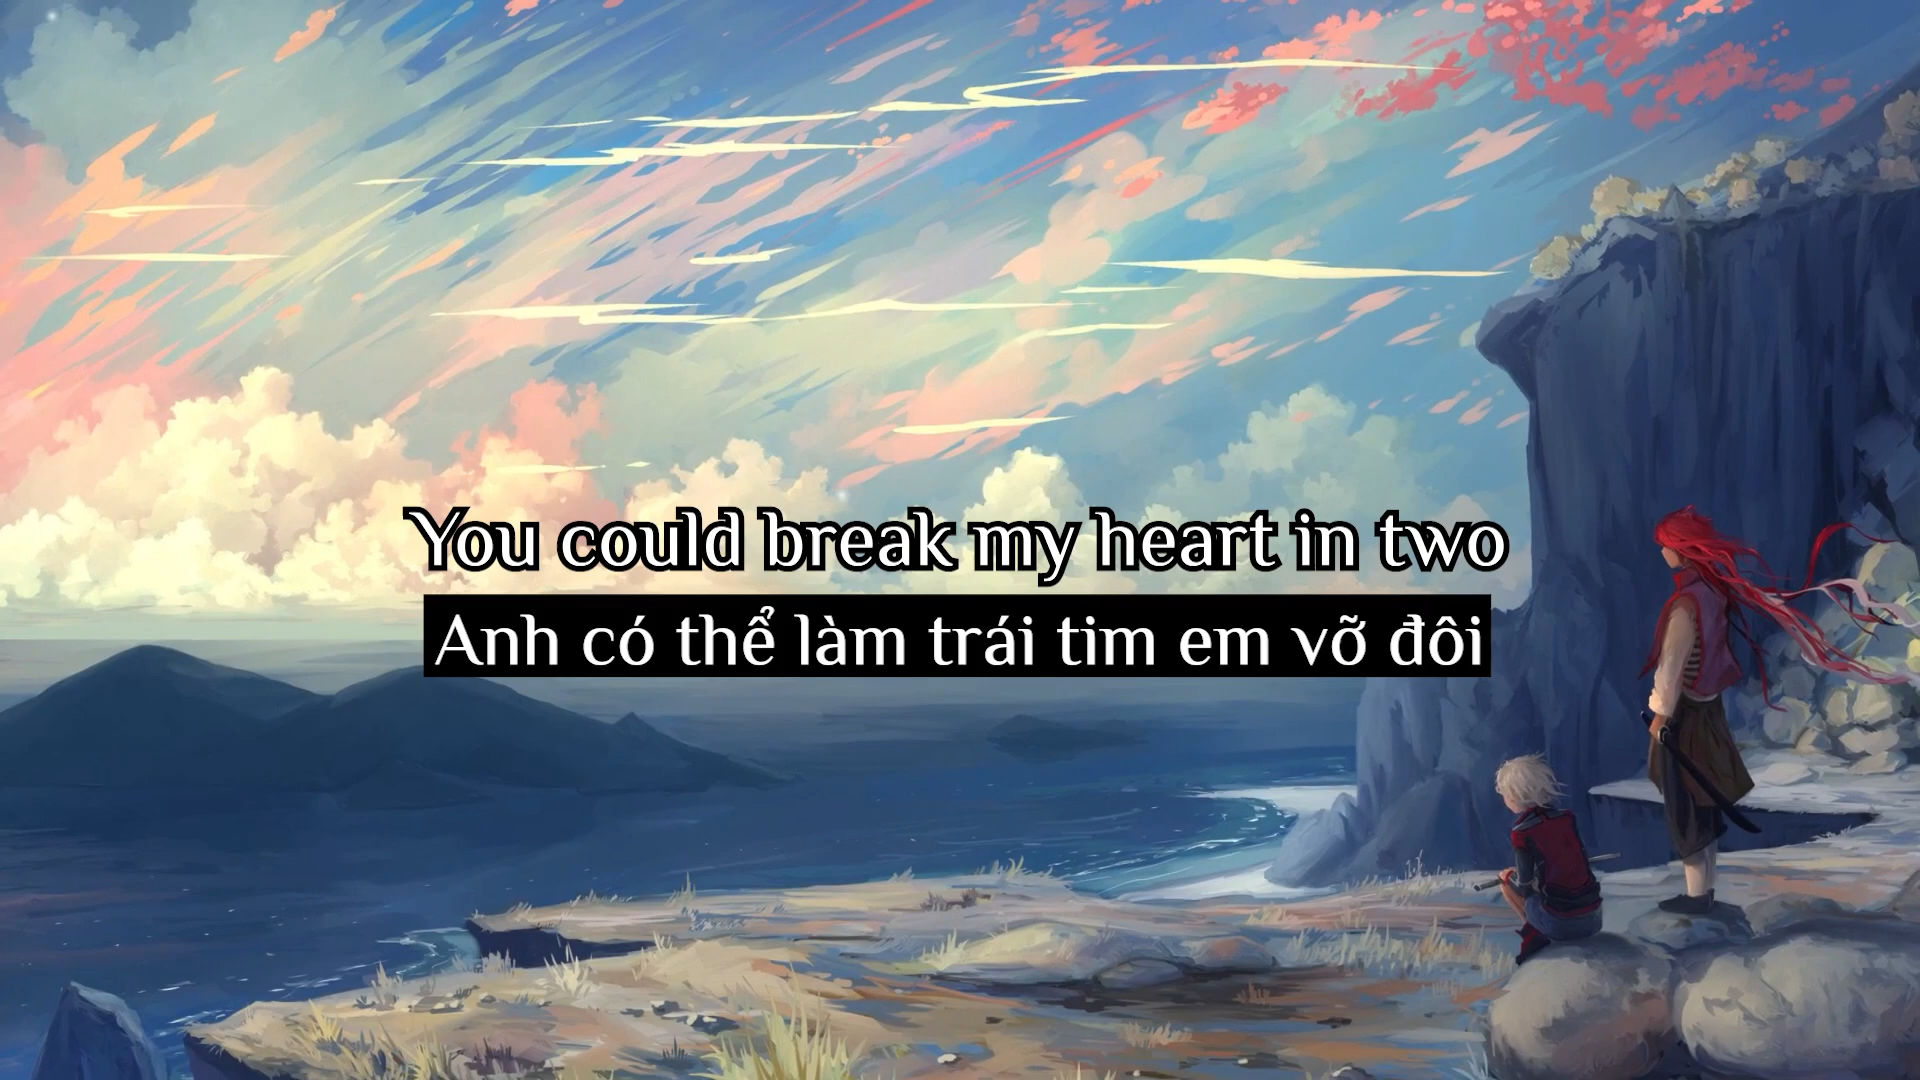 You could break my heart in two
Anh có thể làm trái tim em vỡ đôi